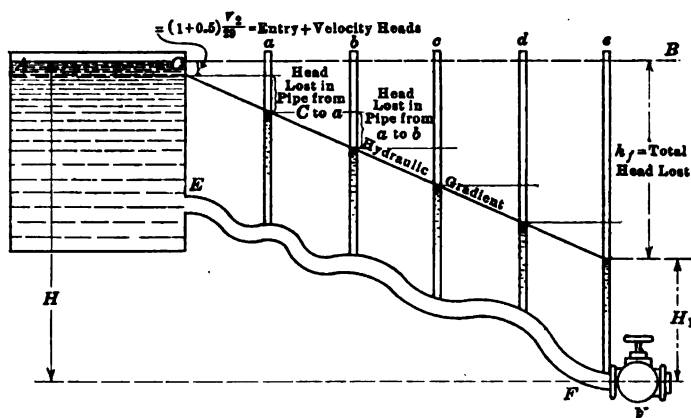 = (1+0.5) V2/2g = Entry + Velocity Heads
a b c d e
A C B
Head
Lost in
Pipe from
C to a
Head
Lost in
Pipe from
a to b
Hydraulic Gradient
hf = Total
Head Lost
E
H
H1
F